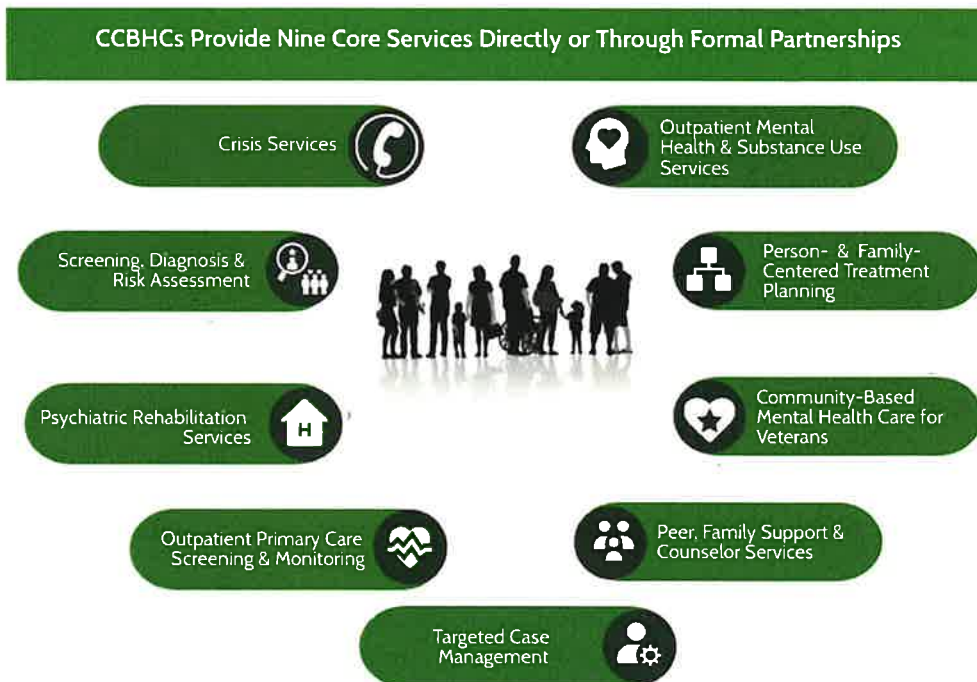 CCBHCs Provide Nine Core Services Directly or Through Formal Partnerships
Crisis Services
Outpatient Mental
Health & Substance Use
Services
Screening, Diagnosis &
Risk Assessment
Person- & Family-
Centered Treatment
Planning
Psychiatric Rehabilitation
Services
H
Community-Based
Mental Health Care for
Veterans
Outpatient Primary Care
Screening & Monitoring
Peer, Family Support &
Counselor Services
Targeted Case
Management